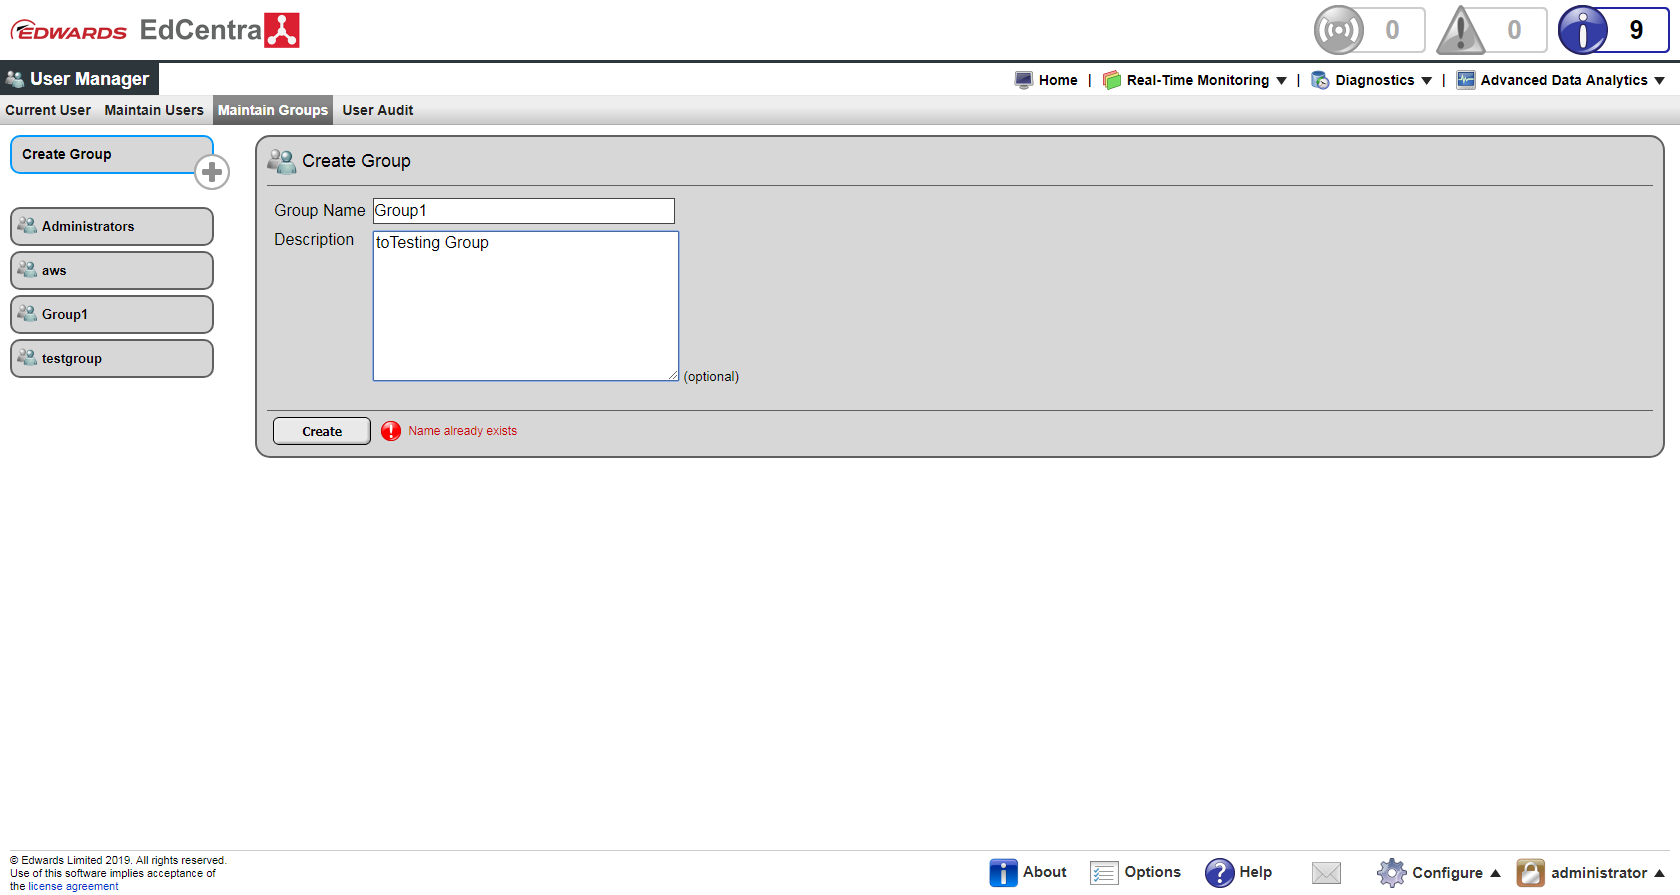 EDWARDS EdCentra
0 0 9
User Manager
Home | Real-Time Monitoring | Diagnostics | Advanced Data Analytics
Current User Maintain Users Maintain Groups User Audit
Create Group
Administrators
aws
Group1
testgroup
Create Group
Group Name Group1
Description toTesting Group
(optional)
Create Name already exists
© Edwards Limited 2019. All rights reserved.
Use of this software implies acceptance of
the license agreement
About Options Help Configure administrator